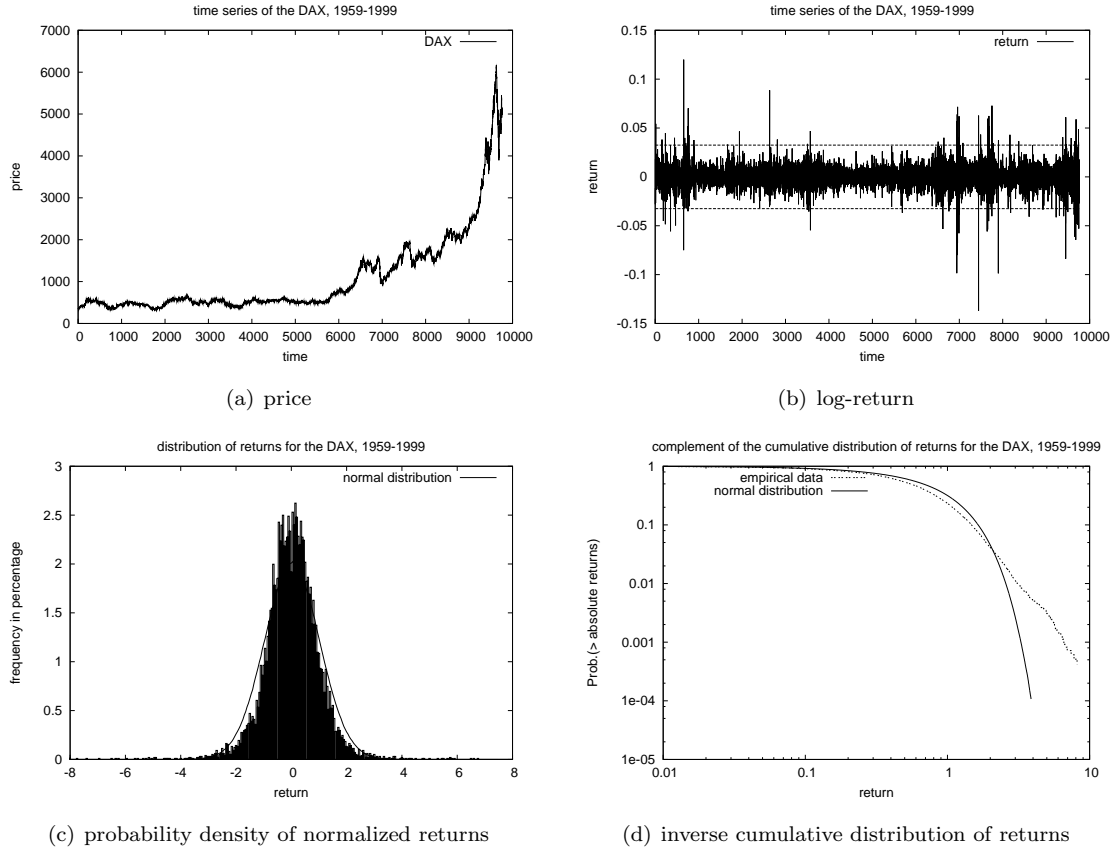 time series of the DAX, 1959-1999
DAX
7000
6000
5000
4000
3000
2000
1000
0
price
0 1000 2000 3000 4000 5000 6000 7000 8000 9000 10000
time
(a) price
time series of the DAX, 1959-1999
return
0.15
0.1
0.05
0
-0.05
-0.1
-0.15
return
0 1000 2000 3000 4000 5000 6000 7000 8000 9000 10000
time
(b) log-return
distribution of returns for the DAX, 1959-1999
normal distribution
3
2.5
2
1.5
1
0.5
0
frequency in percentage
-8 -6 -4 -2 0 2 4 6 8
return
(c) probability density of normalized returns
complement of the cumulative distribution of returns for the DAX, 1959-1999
empirical data
normal distribution
1
0.1
0.01
0.001
1e-04
1e-05
Prob.(> absolute returns)
0.01 0.1 1 10
return
(d) inverse cumulative distribution of returns